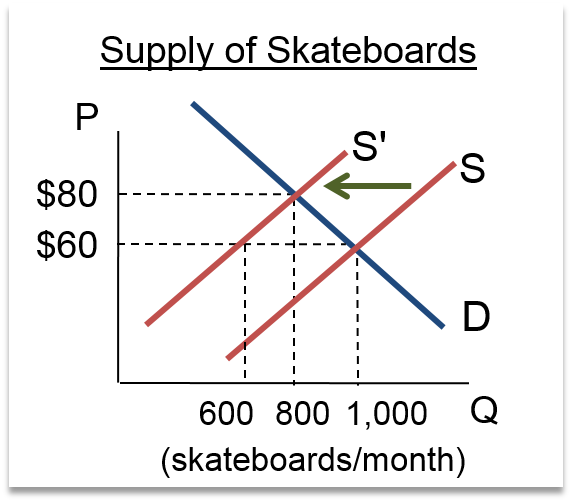 Supply of Skateboards
P
S'
S
$80
$60
D
600 800 1,000 Q
(skateboards/month)